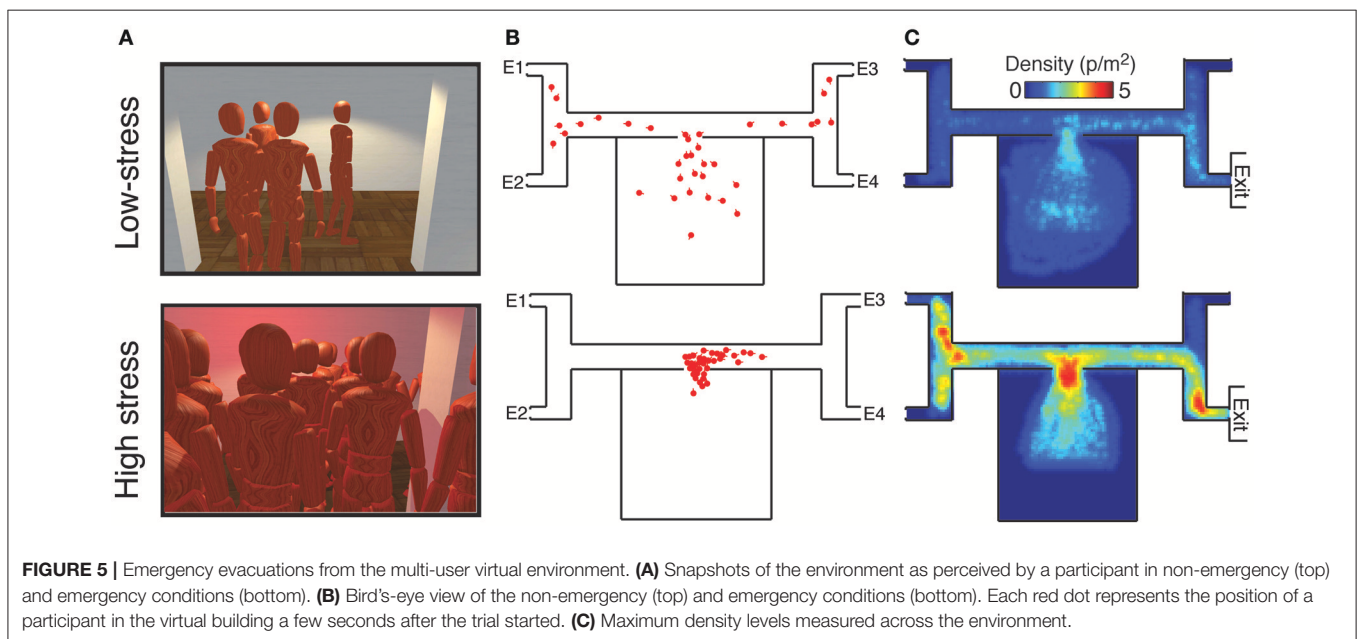 A
B
C
Low-stress
E1
E3
E2
E4
Density (p/m²)
0 5
Exit
High stress
E1
E3
E2
E4
Exit
FIGURE 5 | Emergency evacuations from the multi-user virtual environment. (A) Snapshots of the environment as perceived by a participant in non-emergency (top)
and emergency conditions (bottom). (B) Bird's-eye view of the non-emergency (top) and emergency conditions (bottom). Each red dot represents the position of a
participant in the virtual building a few seconds after the trial started. (C) Maximum density levels measured across the environment.